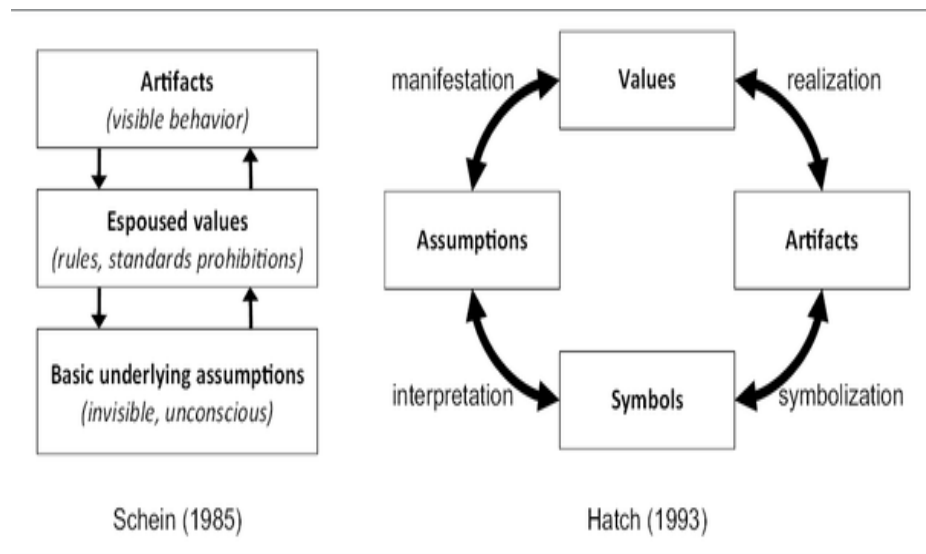 Artifacts
(visible behavior)
Espoused values
(rules, standards prohibitions)
Basic underlying assumptions
(invisible, unconscious)
Schein (1985)
manifestation
Values
realization
Assumptions
Artifacts
interpretation
Symbols
symbolization
Hatch (1993)